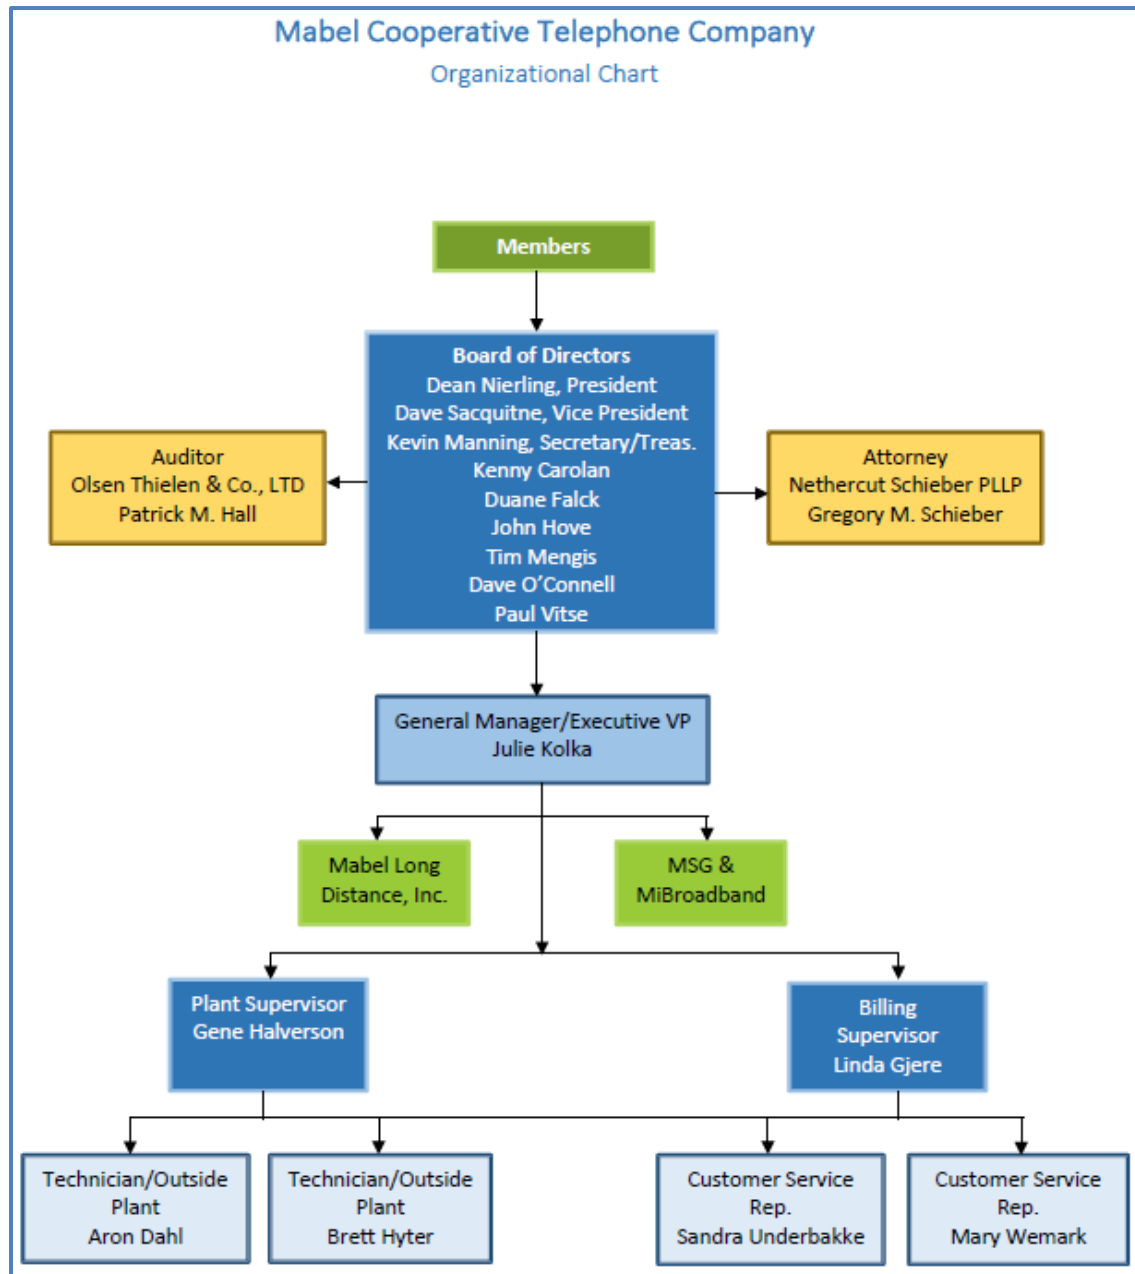 Mabel Cooperative Telephone Company
Organizational Chart
Members
Board of Directors
Dean Nierling, President
Dave Sacquitne, Vice President
Kevin Manning, Secretary/Treas.
Kenny Carolan
Duane Falck
John Hove
Tim Mengis
Dave O'Connell
Paul Vitse
Auditor
Olsen Thielen & Co., LTD
Patrick M. Hall
Attorney
Nethercut Schieber PLLP
Gregory M. Schieber
General Manager/Executive VP
Julie Kolka
Mabel Long
Distance, Inc.
MSG &
MiBroadband
Plant Supervisor
Gene Halverson
Billing
Supervisor
Linda Gjere
Technician/Outside
Plant
Aron Dahl
Technician/Outside
Plant
Brett Hyter
Customer Service
Rep.
Sandra Underbakke
Customer Service
Rep.
Mary Wemark